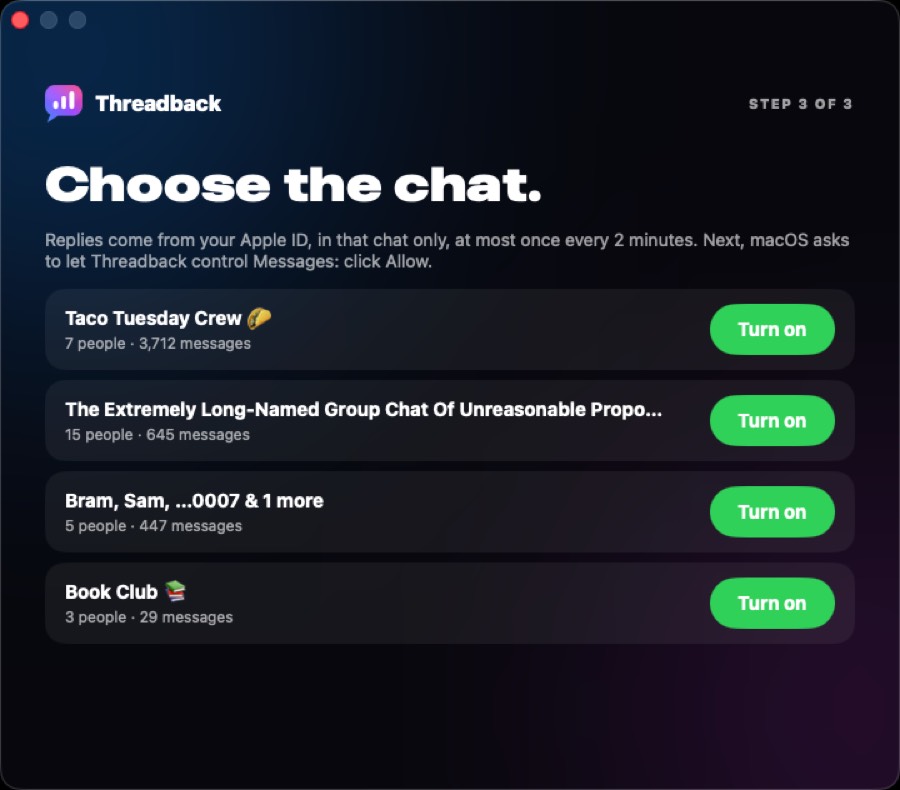 Threadback
STEP 3 OF 3
Choose the chat.
Replies come from your Apple ID, in that chat only, at most once every 2 minutes. Next, macOS asks
to let Threadback control Messages: click Allow.
Taco Tuesday Crew 🌮
7 people · 3,712 messages
Turn on
The Extremely Long-Named Group Chat Of Unreasonable Propo...
15 people · 645 messages
Turn on
Bram, Sam, ...0007 & 1 more
5 people · 447 messages
Turn on
Book Club 📚
3 people · 29 messages
Turn on